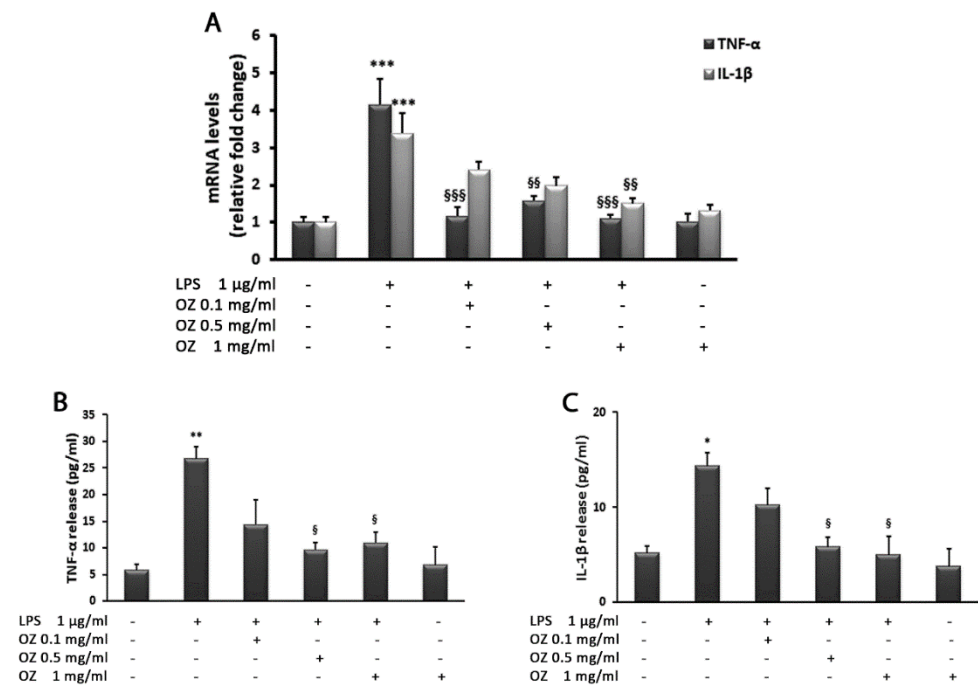 A
mRNA levels
(relative fold change)
6
5
4
3
2
1
0
TNF-α
IL-1β
***
***
§§§
§§
§§§
§§
LPS 1 µg/ml - + + + + -
OZ 0.1 mg/ml - - + - - -
OZ 0.5 mg/ml - - - + - -
OZ 1 mg/ml - - - - + +
B
TNF-α release (pg/ml)
35
30
25
20
15
10
5
0
**
§
§
LPS 1 µg/ml - + + + + -
OZ 0.1 mg/ml - - + - - -
OZ 0.5 mg/ml - - - + - -
OZ 1 mg/ml - - - - + +
C
IL-1β release (pg/ml)
20
10
0
*
§
§
LPS 1 µg/ml - + + + + -
OZ 0.1 mg/ml - - + - - -
OZ 0.5 mg/ml - - - + - -
OZ 1 mg/ml - - - - + +